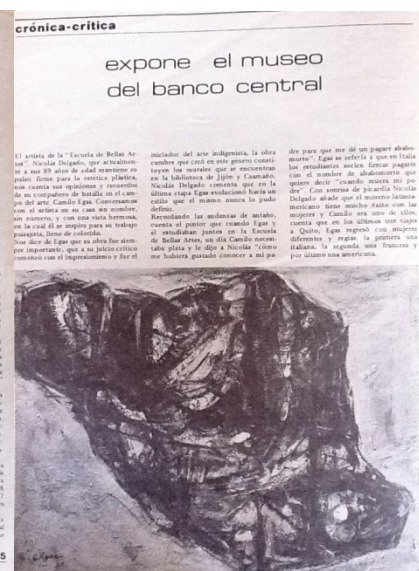 crónica-crítica
expone el museo
del banco central
El artista de la "Escuela de Bellas Ar-
tes", Nicolás Delgado, que actualmen-
te a sus 89 años de edad mantiene su
pulso firme para la estética plástica,
nos cuenta sus opiniones y recuerdos
de su compañero de batalla en el cam-
po del arte, Camilo Egas. Conversamos
con el artista en su casa sin nombre,
sin número, y con una vista hermosa,
en la cual él se inspira para su trabajo
paisajista, lleno de colorido.
Nos dice de Egas que su obra fue siem-
pre importante, que a su juicio crítico
comenzó con el impresionismo y fue el
iniciador del arte indigenista, la obra
cumbre que creó en este género consti-
tuyen los murales que se encuentran
en la biblioteca de Jijón y Caamaño.
Nicolás Delgado comenta que en la
última etapa Egas evolucionó hacia un
estilo que el mismo nunca lo pudo
definir.
Recordando las andanzas de antaño,
cuenta el pintor que cuando Egas y
él estudiaban juntos en la Escuela
de Bellas Artes, un día Camilo necesi-
taba plata y le dijo a Nicolás "cómo
me hubiera gustado conocer a mi pa-
dre para que me dé un pagaré ababo-
morto". Egas se refería a que en Italia
los estudiantes suelen firmar pagarés
con el nombre de ababomorto que
quiere decir "cuando muera mi pa-
dre". Con sonrisa de picardía Nicolás
Delgado añade que el moreno latino-
americano tiene mucho éxito con las
mujeres y Camilo era uno de ellos,
cuenta que en los últimos tres viajes
a Quito, Egas regresó con mujeres
diferentes y regias, la primera una
italiana, la segunda una francesa y
por último una americana.
Egas
5